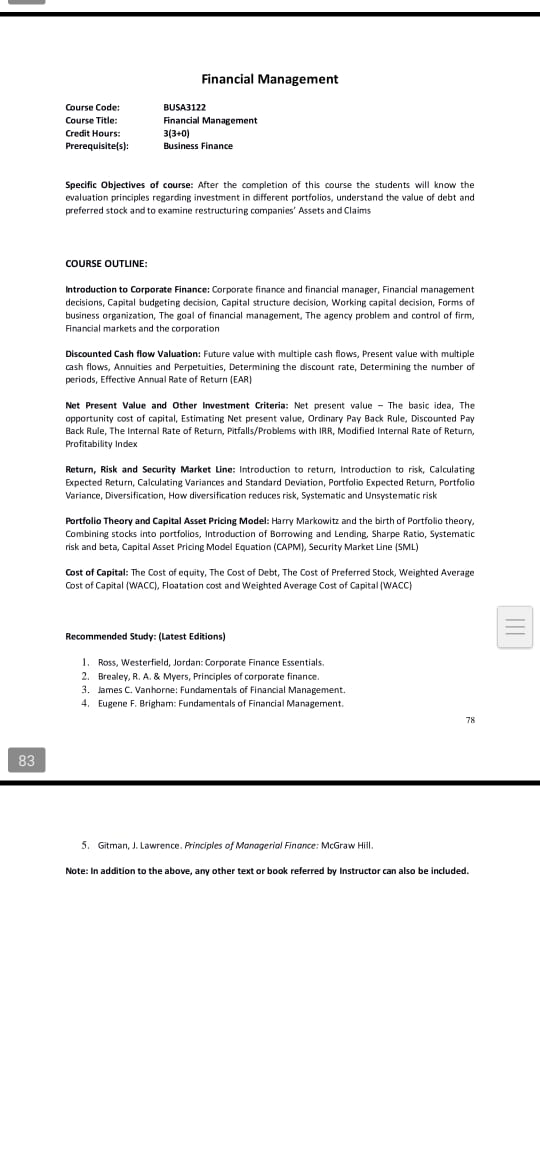 Financial Management
Course Code: BUSA3122
Course Title: Financial Management
Credit Hours: 3(3+0)
Prerequisite(s): Business Finance
Specific Objectives of course: After the completion of this course the students will know the
evaluation principles regarding investment in different portfolios, understand the value of debt and
preferred stock and to examine restructuring companies' Assets and Claims
COURSE OUTLINE:
Introduction to Corporate Finance: Corporate finance and financial manager, Financial management
decisions, Capital budgeting decision, Capital structure decision, Working capital decision, Forms of
business organization, The goal of financial management, The agency problem and control of firm,
Financial markets and the corporation
Discounted Cash flow Valuation: Future value with multiple cash flows, Present value with multiple
cash flows, Annuities and Perpetuities, Determining the discount rate, Determining the number of
periods, Effective Annual Rate of Return (EAR)
Net Present Value and Other Investment Criteria: Net present value – The basic idea, The
opportunity cost of capital, Estimating Net present value, Ordinary Pay Back Rule, Discounted Pay
Back Rule, The Internal Rate of Return, Pitfalls/Problems with IRR, Modified Internal Rate of Return,
Profitability Index
Return, Risk and Security Market Line: Introduction to return, Introduction to risk, Calculating
Expected Return, Calculating Variances and Standard Deviation, Portfolio Expected Return, Portfolio
Variance, Diversification, How diversification reduces risk, Systematic and Unsystematic risk
Portfolio Theory and Capital Asset Pricing Model: Harry Markowitz and the birth of Portfolio theory,
Combining stocks into portfolios, Introduction of Borrowing and Lending, Sharpe Ratio, Systematic
risk and beta, Capital Asset Pricing Model Equation (CAPM), Security Market Line (SML)
Cost of Capital: The Cost of equity, The Cost of Debt, The Cost of Preferred Stock, Weighted Average
Cost of Capital (WACC), Floatation cost and Weighted Average Cost of Capital (WACC)
Recommended Study: (Latest Editions)
1. Ross, Westerfield, Jordan: Corporate Finance Essentials.
2. Brealey, R. A. & Myers, Principles of corporate finance.
3. James C. Vanhorne: Fundamentals of Financial Management.
4. Eugene F. Brigham: Fundamentals of Financial Management.
78
83
5. Gitman, J. Lawrence. Principles of Managerial Finance: McGraw Hill.
Note: In addition to the above, any other text or book referred by Instructor can also be included.